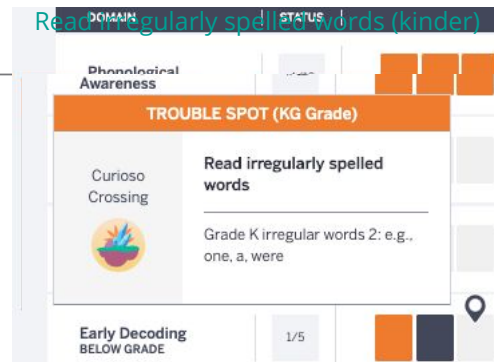 Read irregularly spelled words (kinder)
DOMAIN STATUS
Phonological
Awareness
TROUBLE SPOT (KG Grade)
Curioso
Crossing
Read irregularly spelled
words
Grade K irregular words 2: e.g.,
one, a, were
Early Decoding
BELOW GRADE
1/5